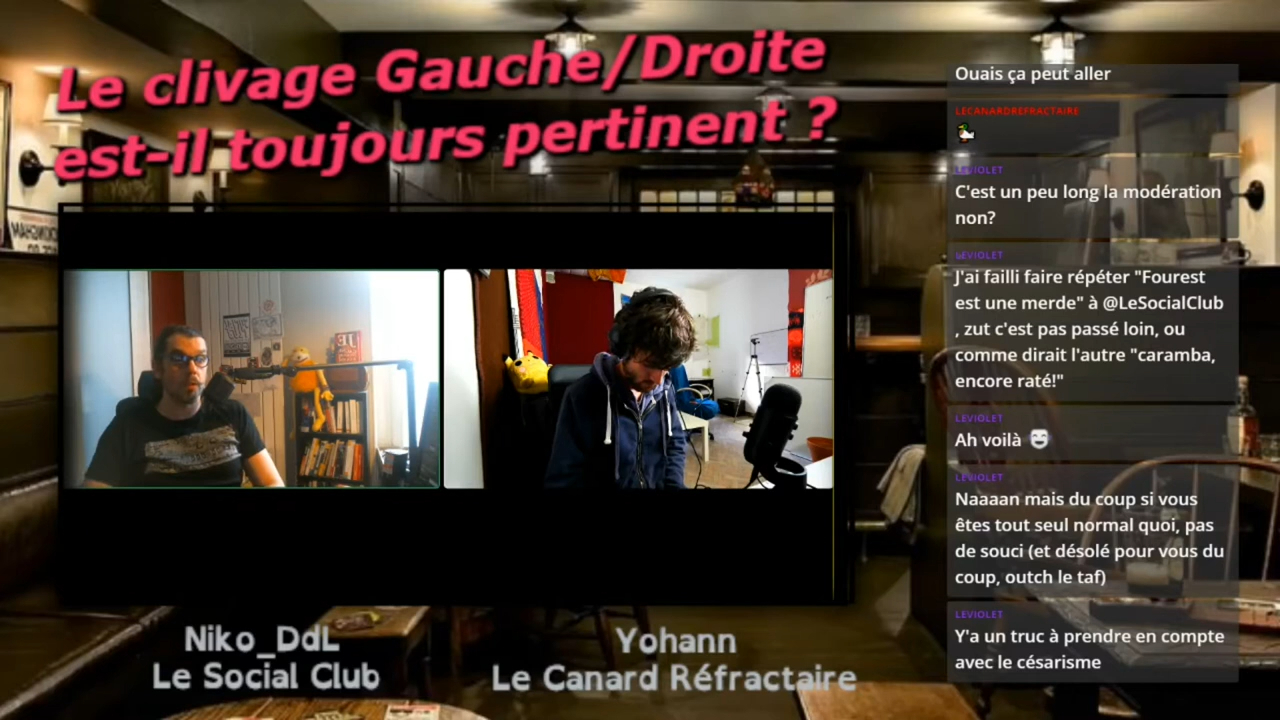 Le clivage Gauche/Droite
est-il toujours pertinent ?
Niko_DdL
Le Social Club
Yohann
Le Canard Réfractaire
Ouais ça peut aller
LECANARDREFRACTAIRE
LEVIOLET
C'est un peu long la modération
non?
LEVIOLET
J'ai failli faire répéter "Fourest
est une merde" à @LeSocialClub
, zut c'est pas passé loin, ou
comme dirait l'autre "caramba,
encore raté!"
LEVIOLET
Ah voilà
LEVIOLET
Naaaan mais du coup si vous
êtes tout seul normal quoi, pas
de souci (et désolé pour vous du
coup, outch le taf)
LEVIOLET
Y'a un truc à prendre en compte
avec le césarisme